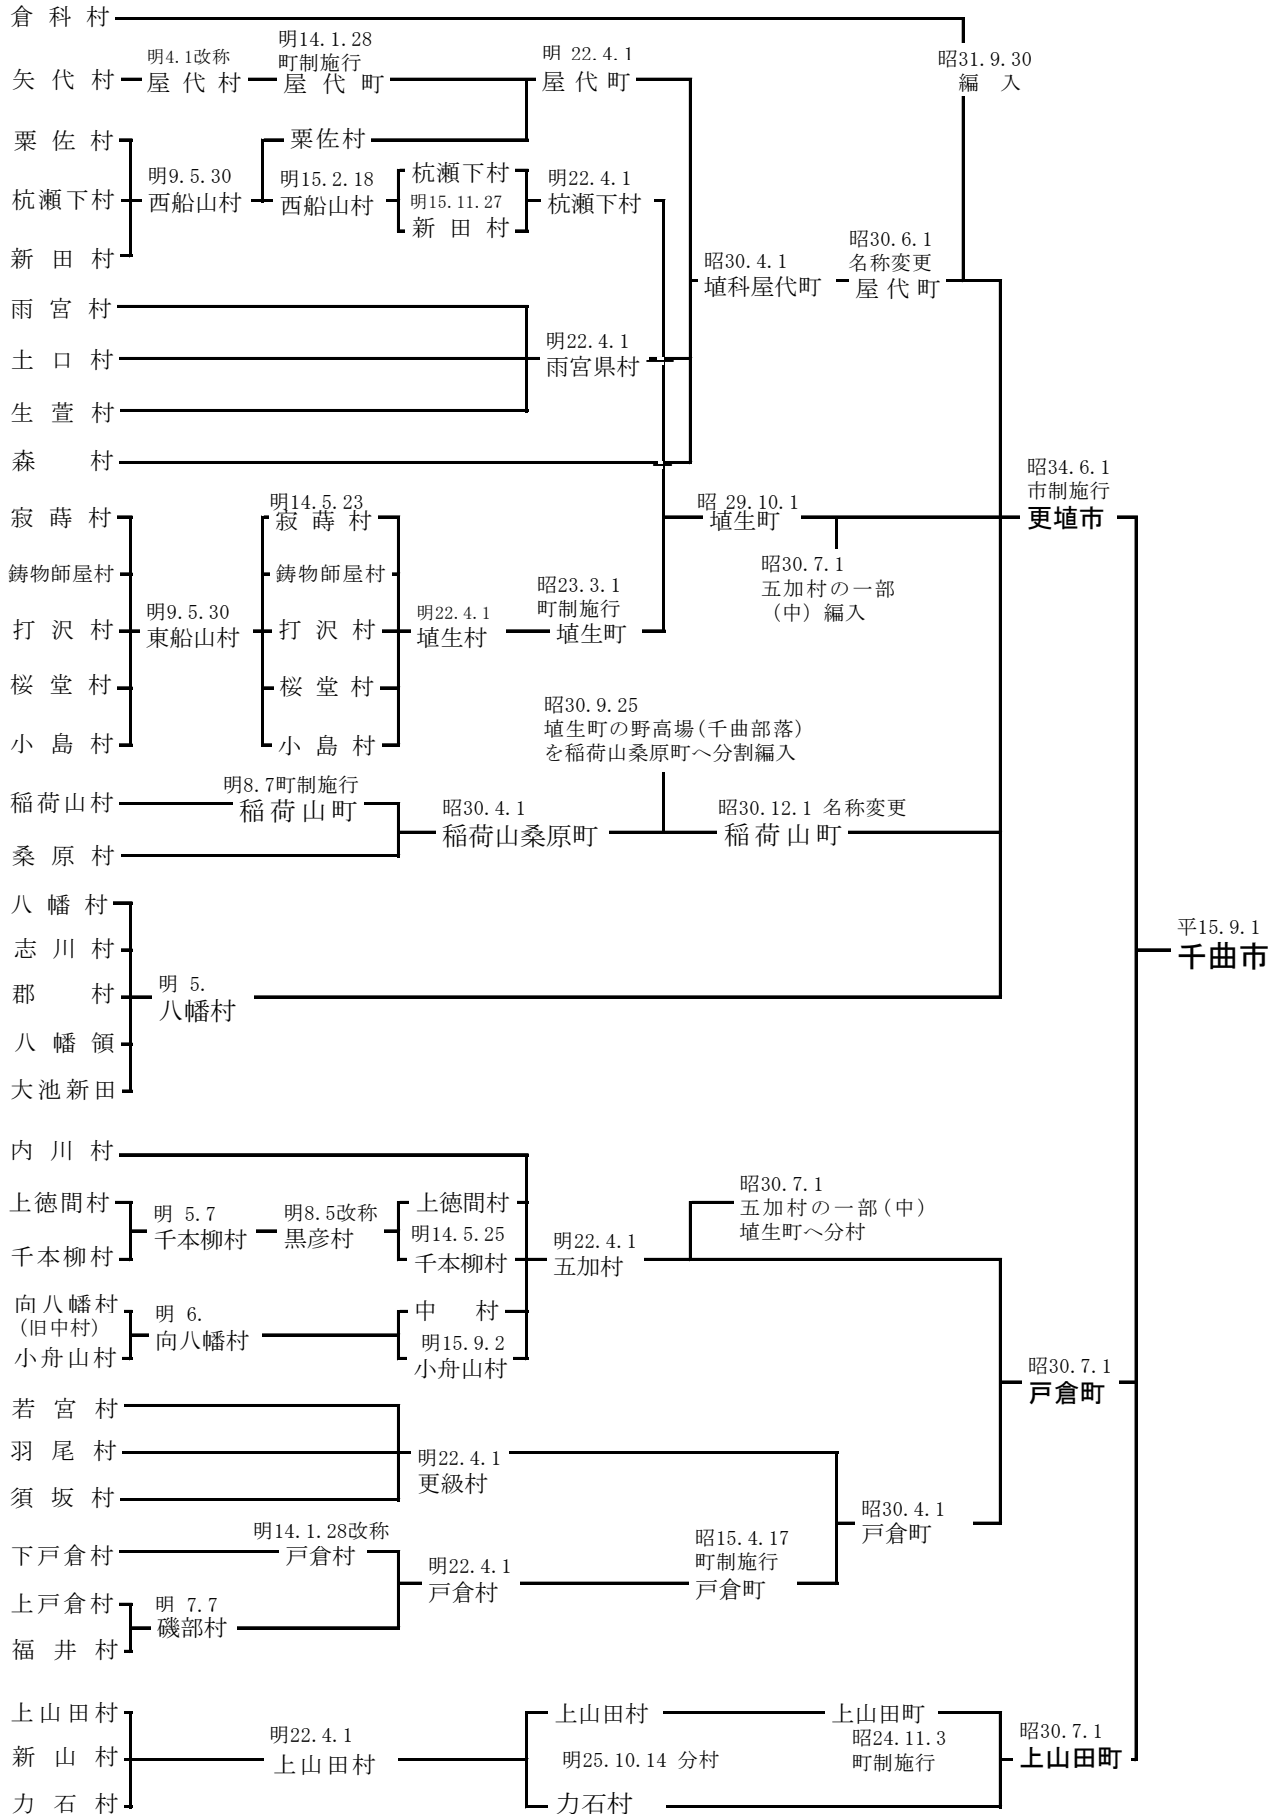 倉科村
昭31.9.30
編入
矢代村
明4.1改称
屋代村
明14.1.28
町制施行
屋代町
明 22.4.1
屋代町
粟佐村
粟佐村
杭瀬下村
明9.5.30
西船山村
明15.2.18
西船山村
杭瀬下村
明15.11.27
新田村
明22.4.1
杭瀬下村
新田村
昭30.4.1
埴科屋代町
昭30.6.1
名称変更
屋代町
雨宮村
土口村
明22.4.1
雨宮県村
生萱村
森村
昭34.6.1
市制施行
更埴市
寂蒔村
明14.5.23
寂蒔村
昭 29.10.1
埴生町
昭30.7.1
五加村の一部
(中) 編入
鋳物師屋村
鋳物師屋村
打沢村
明9.5.30
東船山村
打沢村
明22.4.1
埴生村
昭23.3.1
町制施行
埴生町
桜堂村
桜堂村
小島村
小島村
昭30.9.25
埴生町の野高場(千曲部落)
を稲荷山桑原町へ分割編入
稲荷山村
明8.7町制施行
稲荷山町
昭30.4.1
稲荷山桑原町
昭30.12.1 名称変更
稲荷山町
桑原村
八幡村
志川村
郡村
明 5.
八幡村
八幡領
大池新田
平15.9.1
千曲市
内川村
上徳間村
明 5.7
千本柳村
明8.5改称
黒彦村
上徳間村
明14.5.25
千本柳村
明22.4.1
五加村
昭30.7.1
五加村の一部(中)
埴生町へ分村
千本柳村
向八幡村
(旧中村)
明 6.
向八幡村
中村
明15.9.2
小舟山村
小舟山村
昭30.7.1
戸倉町
若宮村
羽尾村
明22.4.1
更級村
須坂村
昭30.4.1
戸倉町
下戸倉村
明14.1.28改称
戸倉村
明22.4.1
戸倉村
昭15.4.17
町制施行
戸倉町
上戸倉村
明 7.7
磯部村
福井村
上山田村
上山田村
上山田町
昭24.11.3
町制施行
新山村
明22.4.1
上山田村
明25.10.14 分村
昭30.7.1
上山田町
力石村
力石村